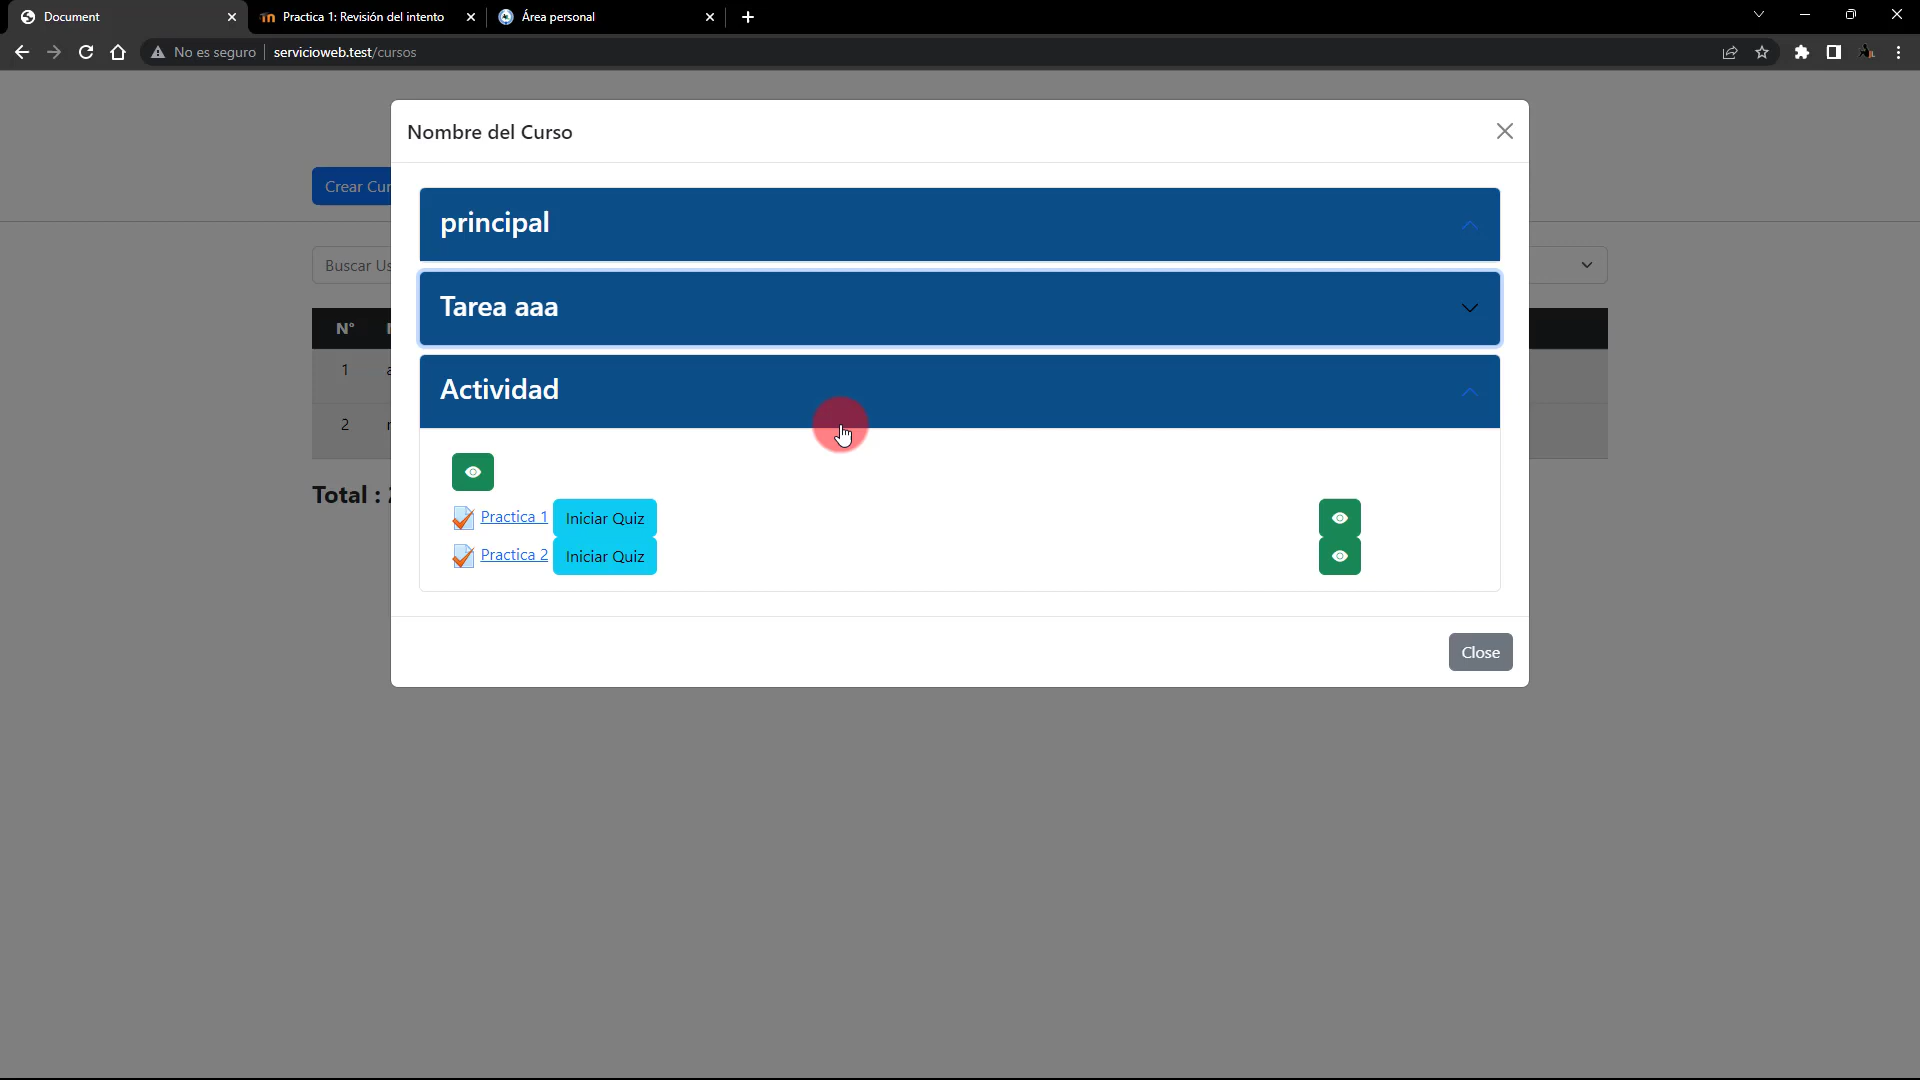 Document
Practica 1: Revisión del intento
Área personal
No es seguro
servicioweb.test/cursos
Nombre del Curso
Crear Cur
principal
Buscar Us
Tarea aaa
N°
1
2
Actividad
Total :
Practica 1 Iniciar Quiz
Practica 2 Iniciar Quiz
Close